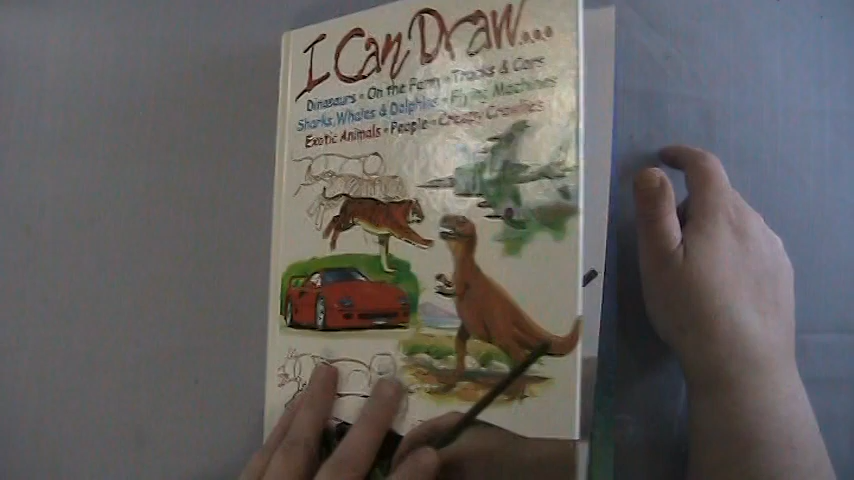 I Can Draw...
Dinosaurs • On the Farm • Trucks & Cars
Sharks, Whales & Dolphins • Flying Machines
Exotic Animals • People • Creepy Crawlies